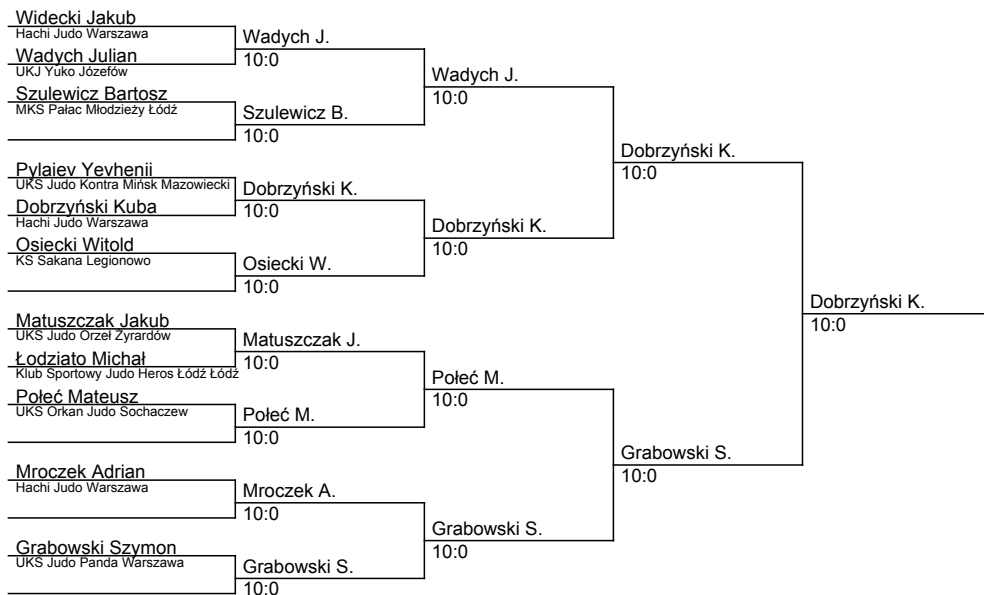 Widecki Jakub
Hachi Judo Warszawa
Wadych Julian
UKJ Yuko Józefów
Szulewicz Bartosz
MKS Pałac Młodzieży Łódź
Pylaiev Yevhenii
UKS Judo Kontra Mińsk Mazowiecki
Dobrzyński Kuba
Hachi Judo Warszawa
Osiecki Witold
KS Sakana Legionowo
Matuszczak Jakub
UKS Judo Orzeł Żyrardów
Łodziato Michał
Klub Sportowy Judo Heros Łódź Łódź
Połeć Mateusz
UKS Orkan Judo Sochaczew
Mroczek Adrian
Hachi Judo Warszawa
Grabowski Szymon
UKS Judo Panda Warszawa
Wadych J.
10:0
Szulewicz B.
10:0
Dobrzyński K.
10:0
Osiecki W.
10:0
Matuszczak J.
10:0
Połeć M.
10:0
Mroczek A.
10:0
Grabowski S.
10:0
Wadych J.
10:0
Dobrzyński K.
10:0
Połeć M.
10:0
Grabowski S.
10:0
Dobrzyński K.
10:0
Grabowski S.
10:0
Dobrzyński K.
10:0